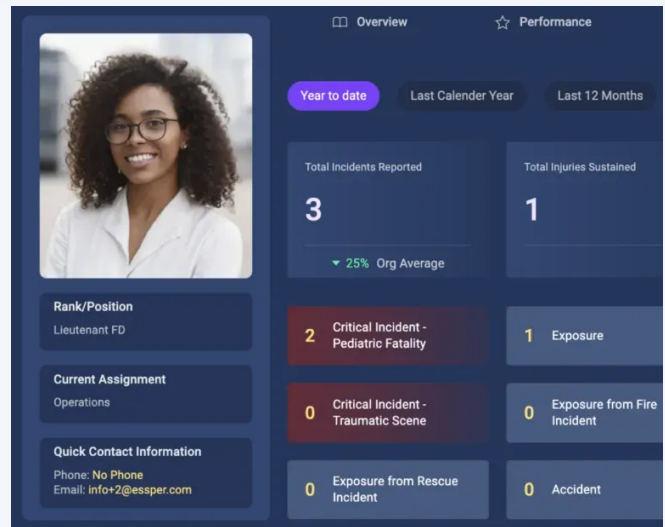 Overview
Performance
Year to date
Last Calender Year
Last 12 Months
Total Incidents Reported
3
25% Org Average
Total Injuries Sustained
1
Rank/Position
Lieutenant FD
Current Assignment
Operations
Quick Contact Information
Phone: No Phone
Email: info+2@essper.com
2
Critical Incident -
Pediatric Fatality
1
Exposure
0
Critical Incident -
Traumatic Scene
0
Exposure from Fire
Incident
0
Exposure from Rescue
Incident
0
Accident